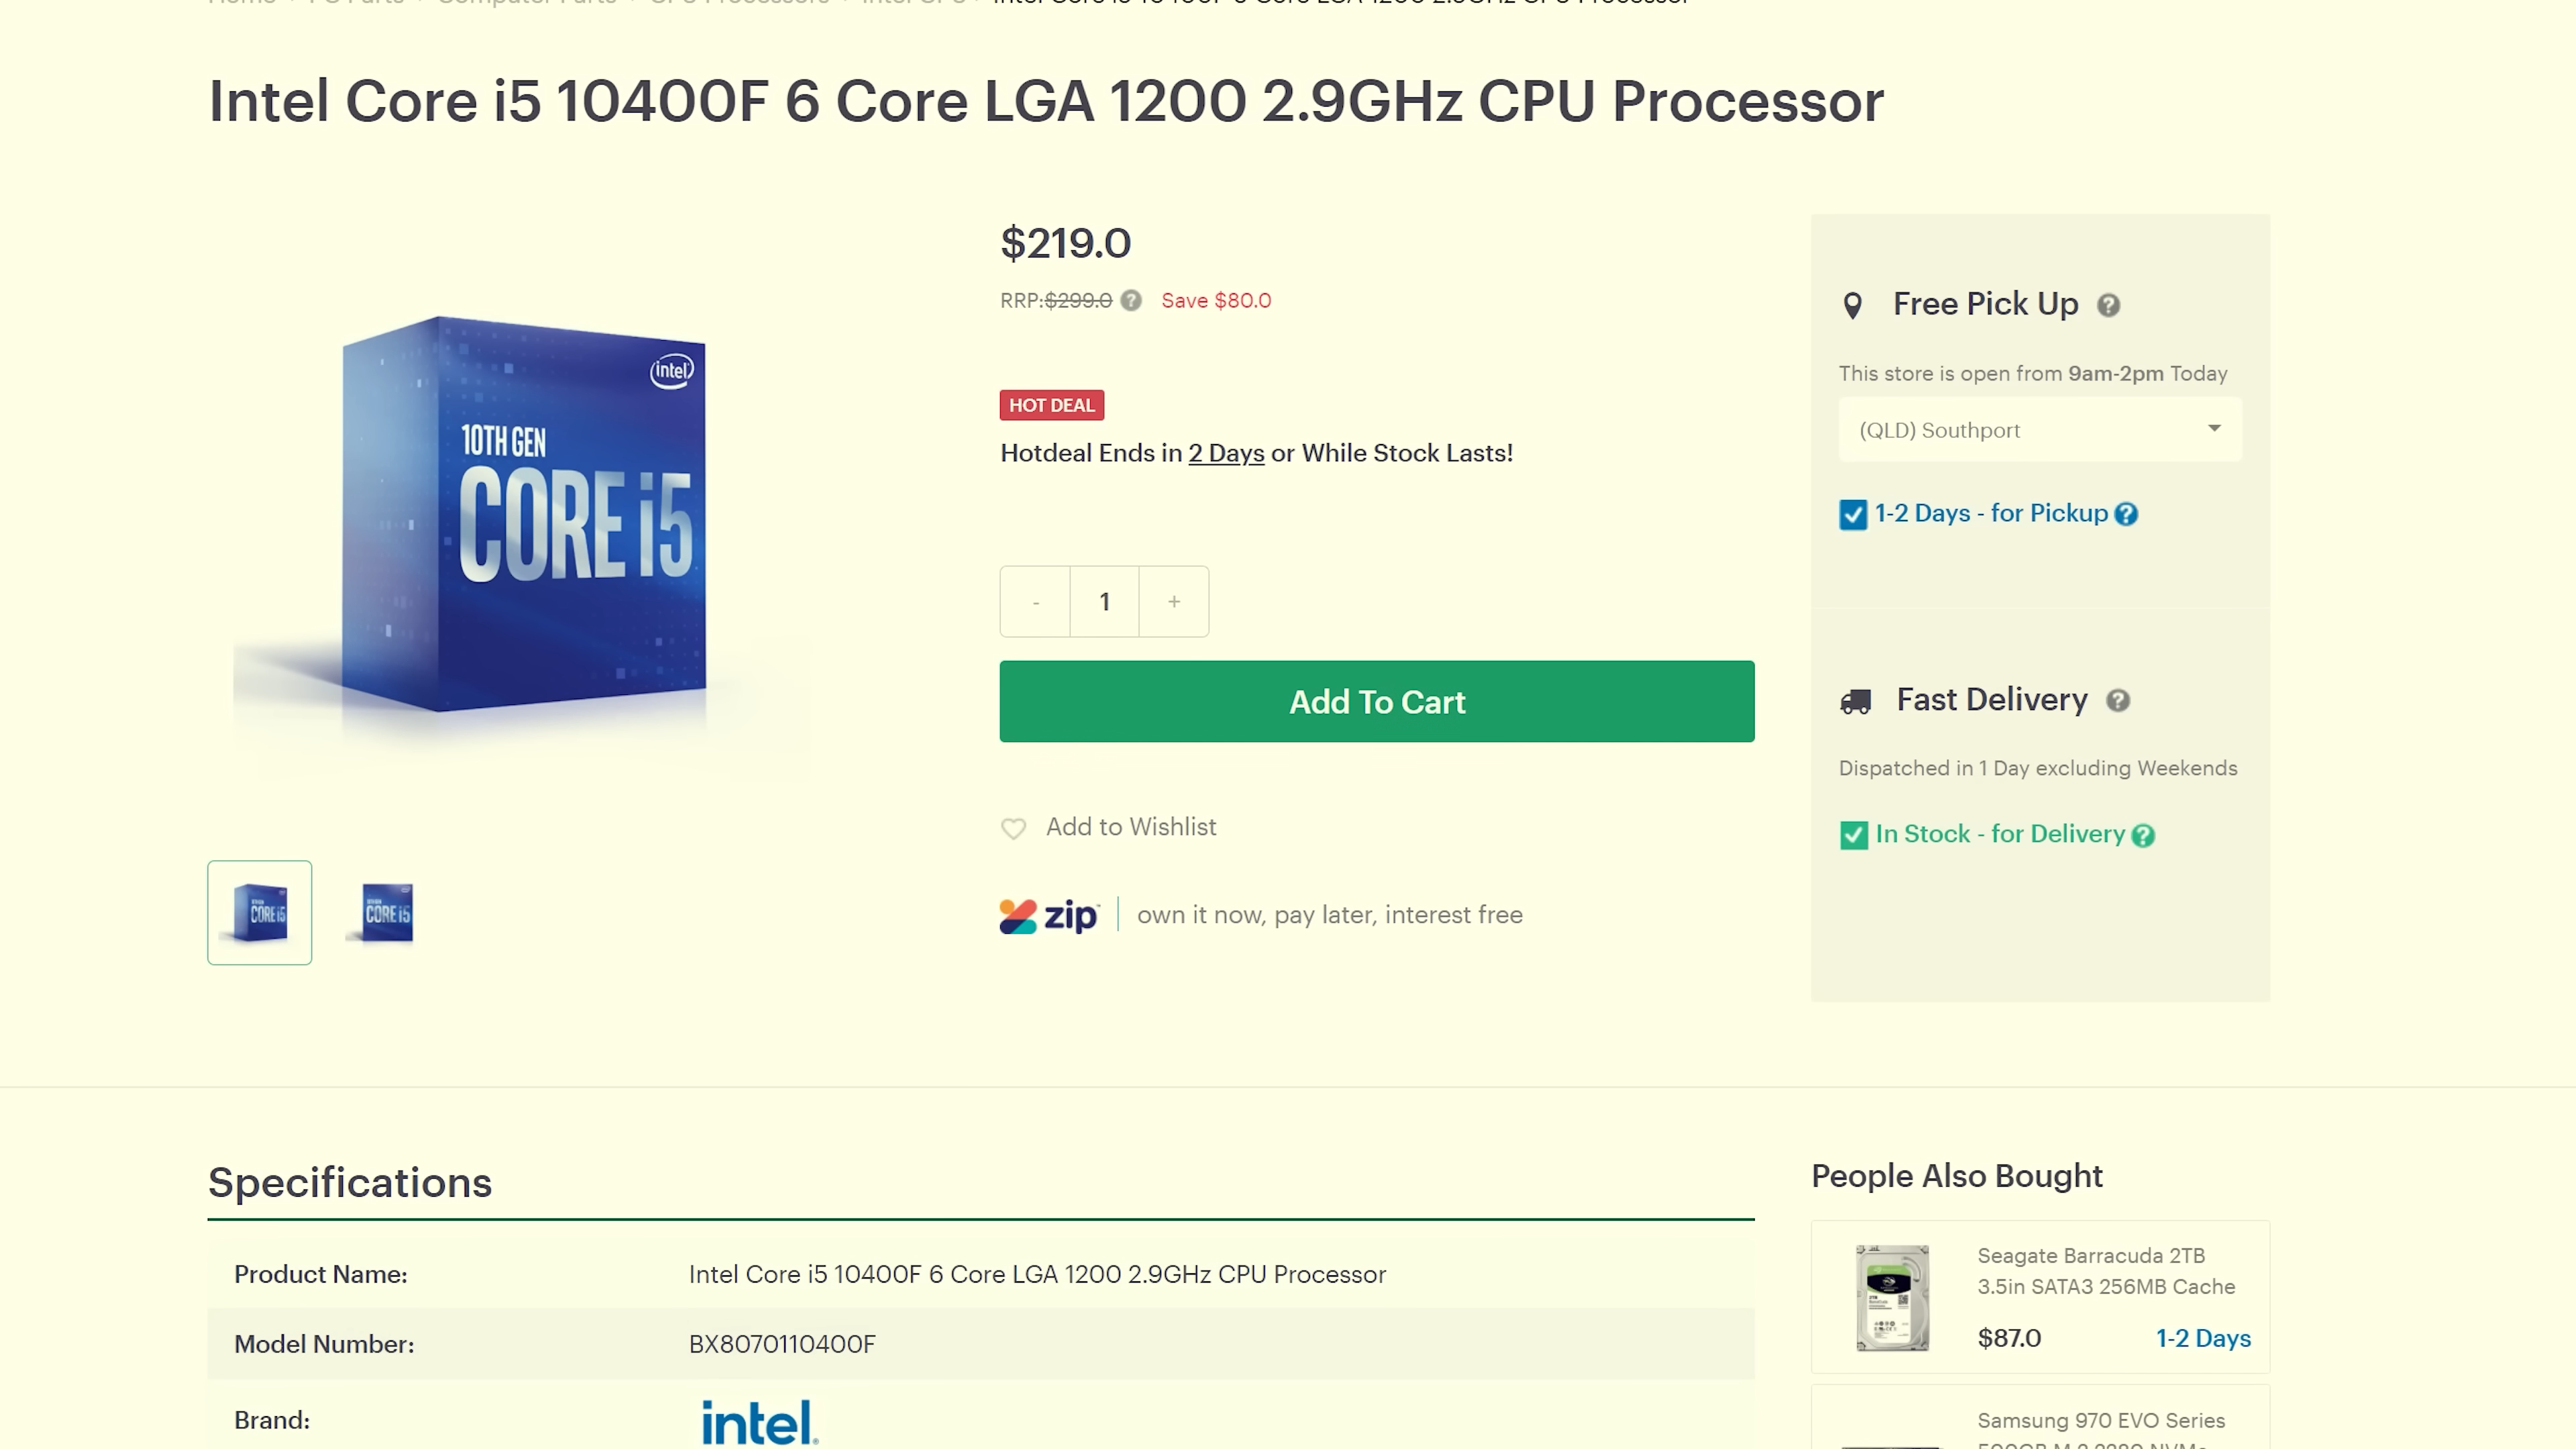 Intel Core i5 10400F 6 Core LGA 1200 2.9GHz CPU Processor
intel
10TH GEN
CORE i5
$219.0
RRP:$299.0 ? Save $80.0
HOT DEAL
Hotdeal Ends in 2 Days or While Stock Lasts!
- 1 +
Add To Cart
Add to Wishlist
zip own it now, pay later, interest free
CORE i5
CORE i5
Free Pick Up ?
This store is open from 9am-2pm Today
(QLD) Southport
1-2 Days - for Pickup ?
Fast Delivery ?
Dispatched in 1 Day excluding Weekends
In Stock - for Delivery ?
Specifications
Product Name: Intel Core i5 10400F 6 Core LGA 1200 2.9GHz CPU Processor
Model Number: BX8070110400F
Brand: intel.
People Also Bought
Seagate Barracuda 2TB
3.5in SATA3 256MB Cache
$87.0 1-2 Days
Samsung 970 EVO Series